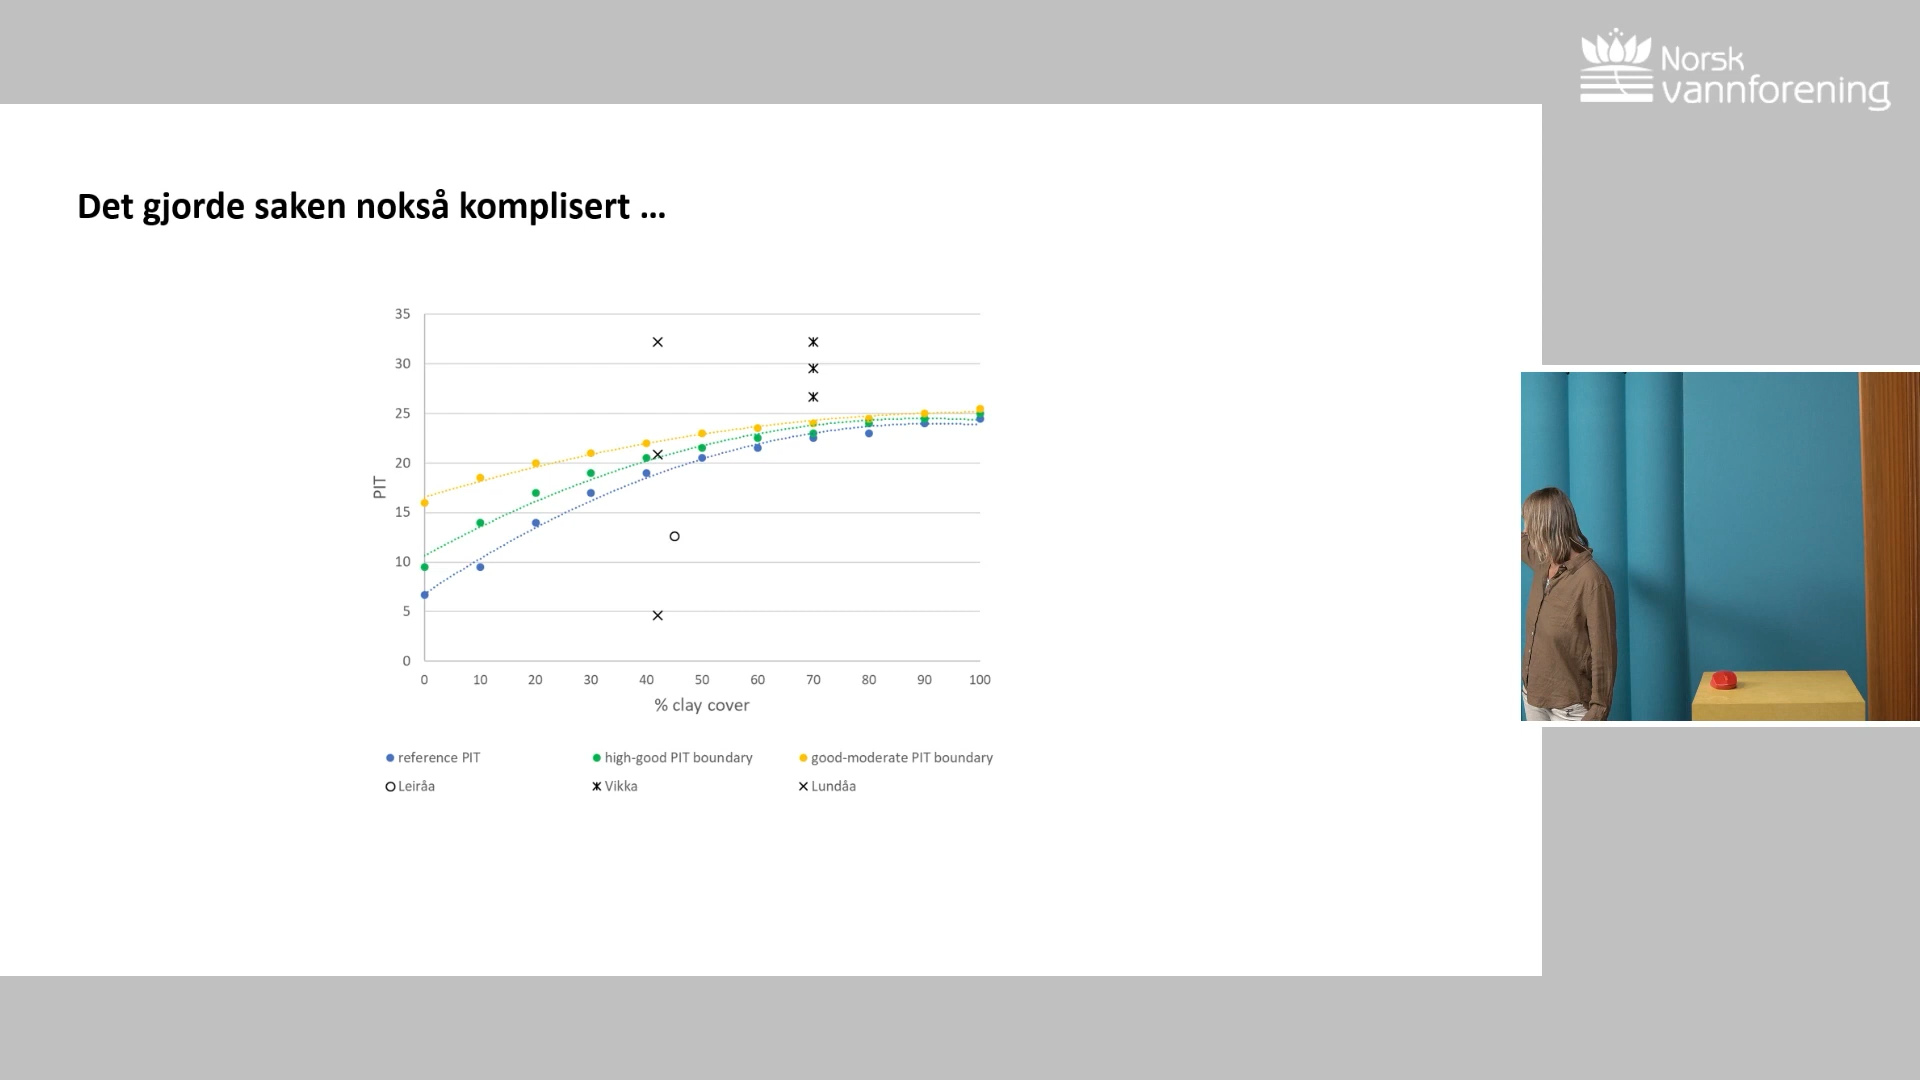 Norsk
vannforening
Det gjorde saken nokså komplisert ...
35
30
25
20
15
10
5
0
PIT
0 10 20 30 40 50 60 70 80 90 100
% clay cover
reference PIT high-good PIT boundary good-moderate PIT boundary
Leiråa Vikka Lundåa